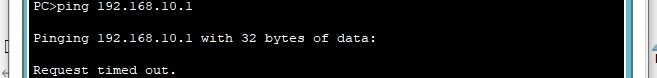 PC>ping 192.168.10.1
Pinging 192.168.10.1 with 32 bytes of data:
Request timed out.